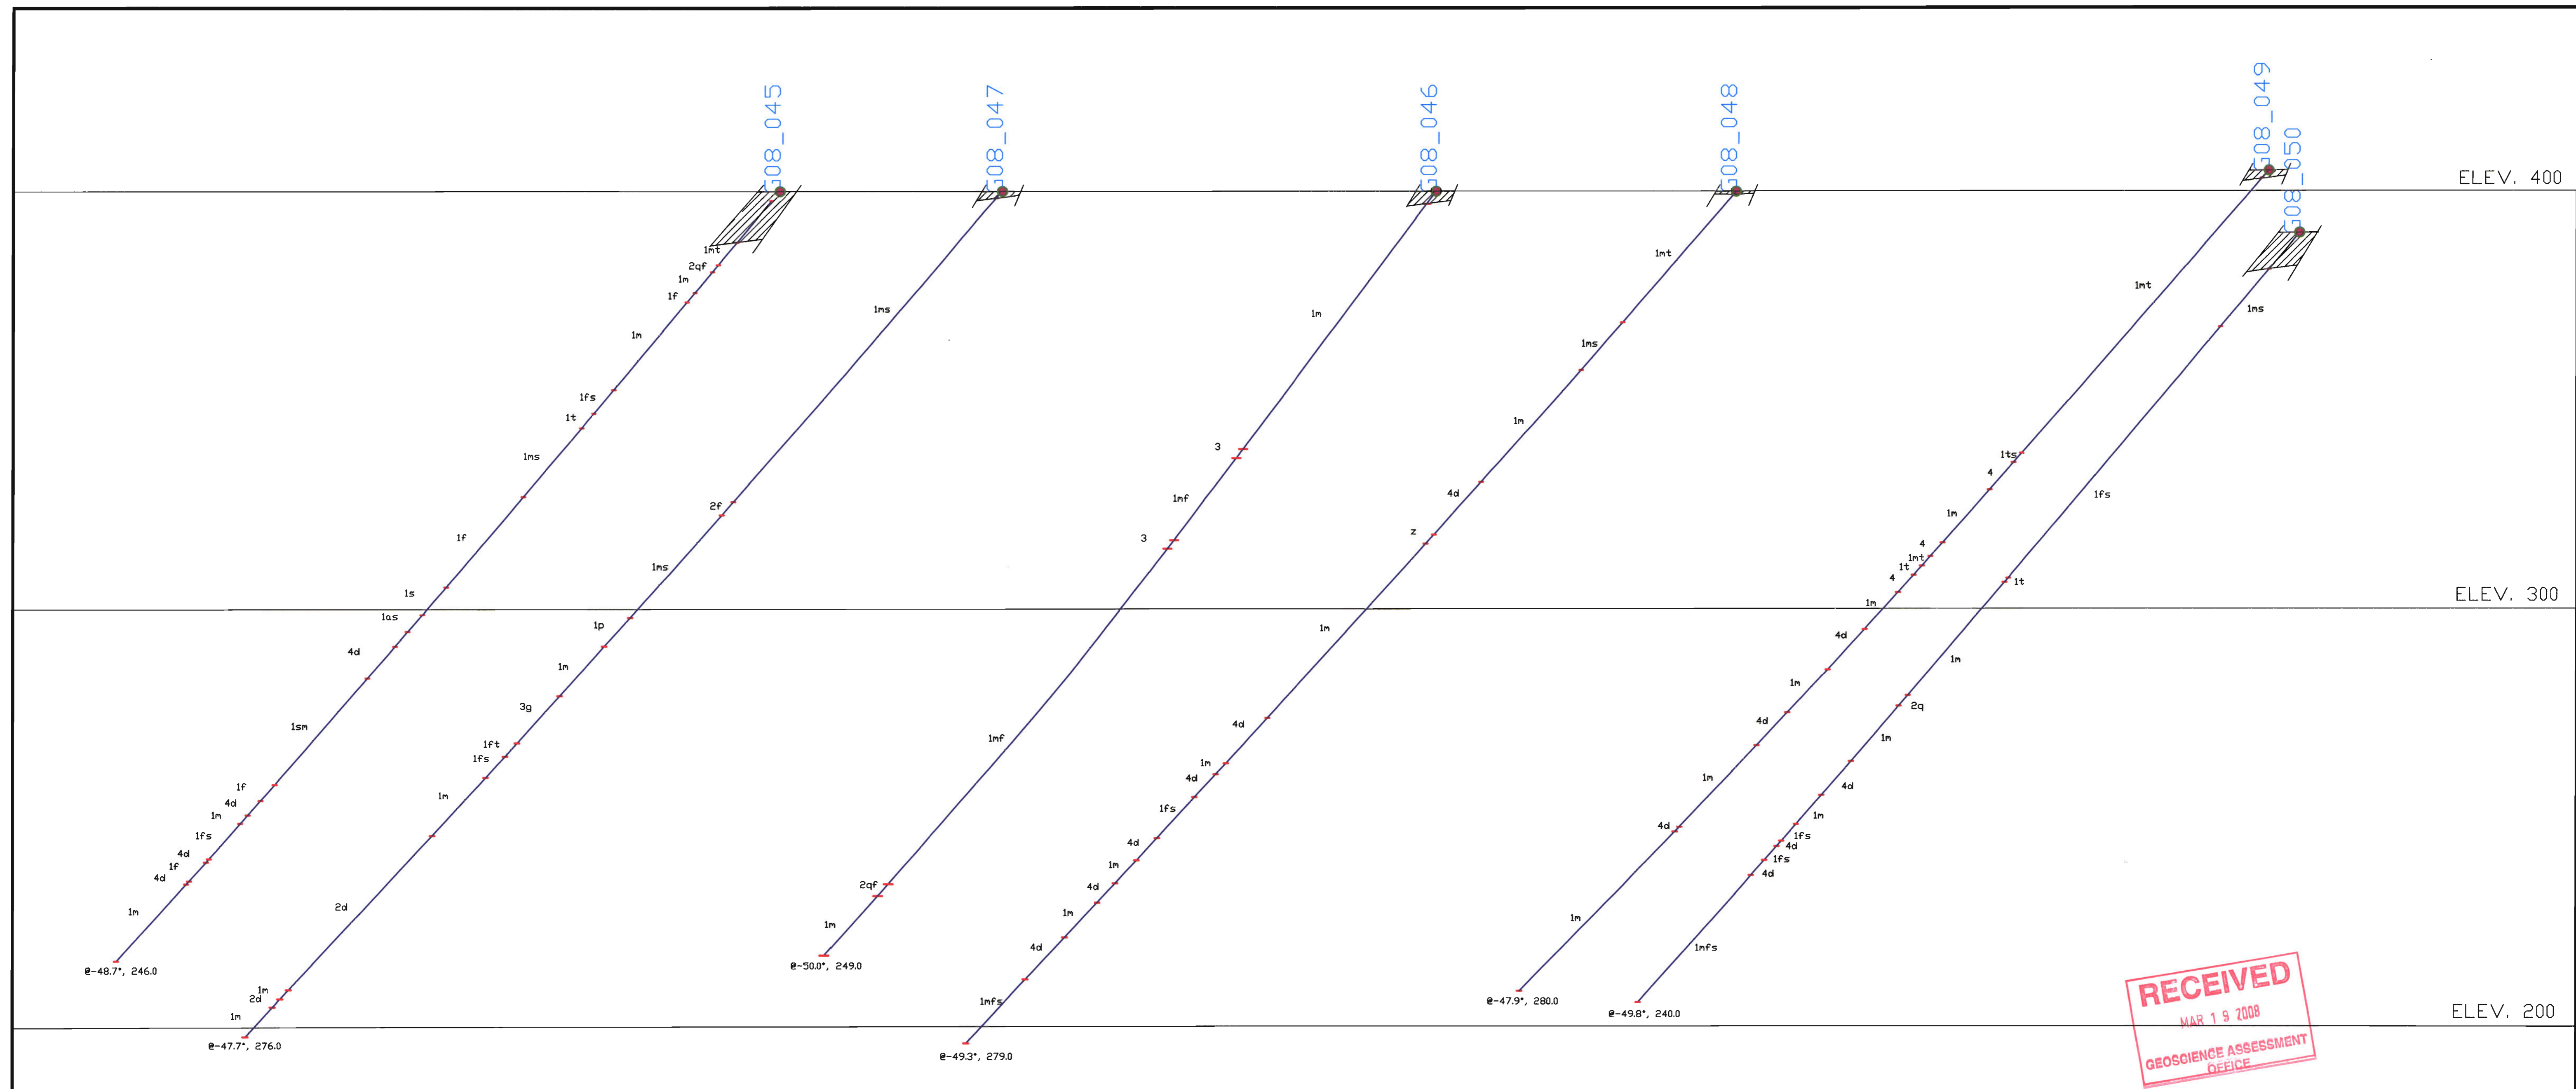 G08_045
G08_047
G08_046
G08_048
G08_049
G08_050
ELEV. 400
ELEV. 300
ELEV. 200
1mt
2qf
1m
1f
1m
1fs
1t
1ms
1f
1s
1as
4d
1sm
1f
4d
1m
1fs
4d
1f
4d
1m
@-48.7°, 246.0
1ms
2f
1ms
1p
1m
3g
1ft
1fs
1m
2d
1m
2d
1m
@-47.7°, 276.0
1m
3
1mf
3
1mf
2qf
1m
@-50.0°, 249.0
1mt
1ms
1m
4d
z
1m
4d
1m
4d
1fs
4d
1m
4d
1m
4d
1mfs
@-49.3°, 279.0
1mt
1ts
4
1m
4
1mt
1t
4
1m
4d
1m
4d
1m
4d
1m
@-47.9°, 280.0
1ms
1fs
1t
1m
2q
1m
4d
1m
1fs
4d
1fs
4d
1mfs
@-49.8°, 240.0
RECEIVED
MAR 19 2008
GEOSCIENCE ASSESSMENT
OFFICE